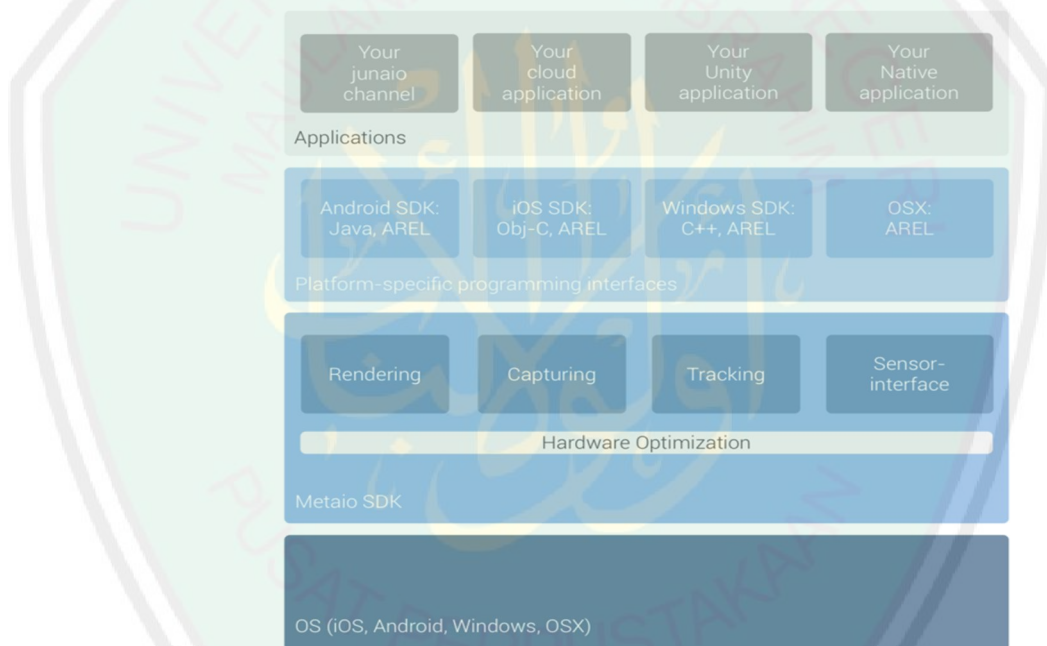 Your
junaio
channel
Your
cloud
application
Your
Unity
application
Your
Native
application
Applications
Android SDK:
Java, AREL
iOS SDK:
Obj-C, AREL
Windows SDK:
C++, AREL
OSX:
AREL
Platform-specific programming interfaces
Rendering
Capturing
Tracking
Sensor-
interface
Hardware Optimization
Metaio SDK
OS (iOS, Android, Windows, OSX)